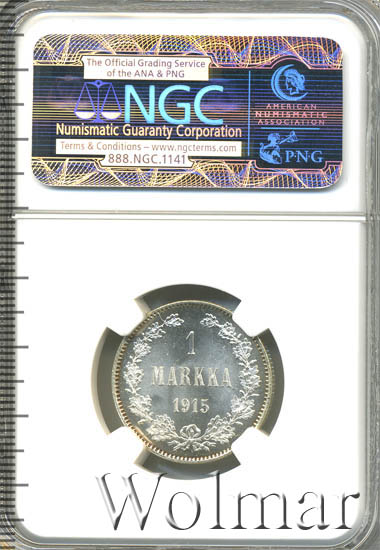 The Official Grading Service
of the ANA & PNG
NGC
Numismatic Guaranty Corporation
Terms & Conditions – www.ngcterms.com
888.NGC.1141
AMERICAN
NUMISMATIC
ASSOCIATION
PNG
1
MARKKA
1915
Wolmar